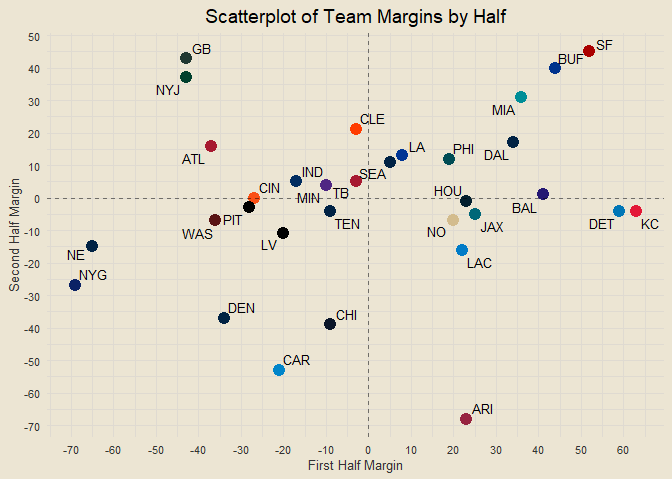 Scatterplot of Team Margins by Half
50
GB
SF
40
BUF
NYJ
30
MIA
20
CLE
ATL
LA
PHI
DAL
10
IND
SEA
CIN
MIN
TB
HOU
BAL
0
WAS
PIT
TEN
NO
JAX
DET
KC
-10
LV
NE
LAC
-20
NYG
-30
DEN
CHI
-40
CAR
-50
-60
ARI
-70
Second Half Margin
-70 -60 -50 -40 -30 -20 -10 0 10 20 30 40 50 60
First Half Margin